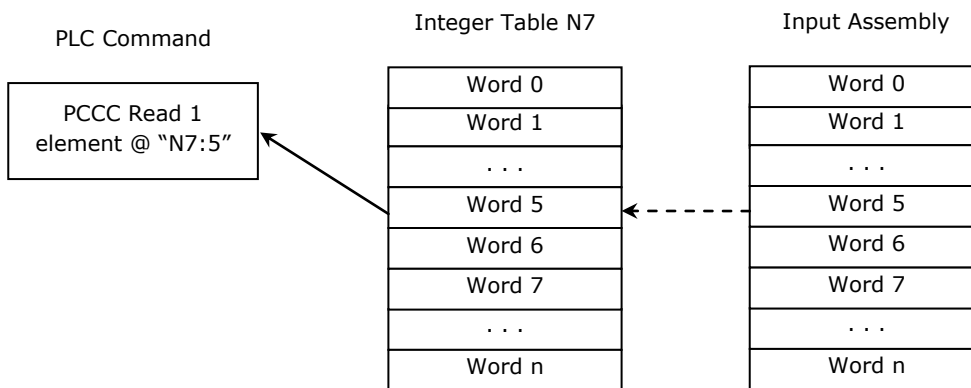 PLC Command
PCCC Read 1
element @ “N7:5”
Integer Table N7
Word 0
Word 1
. . .
Word 5
Word 6
Word 7
. . .
Word n
Input Assembly
Word 0
Word 1
. . .
Word 5
Word 6
Word 7
. . .
Word n